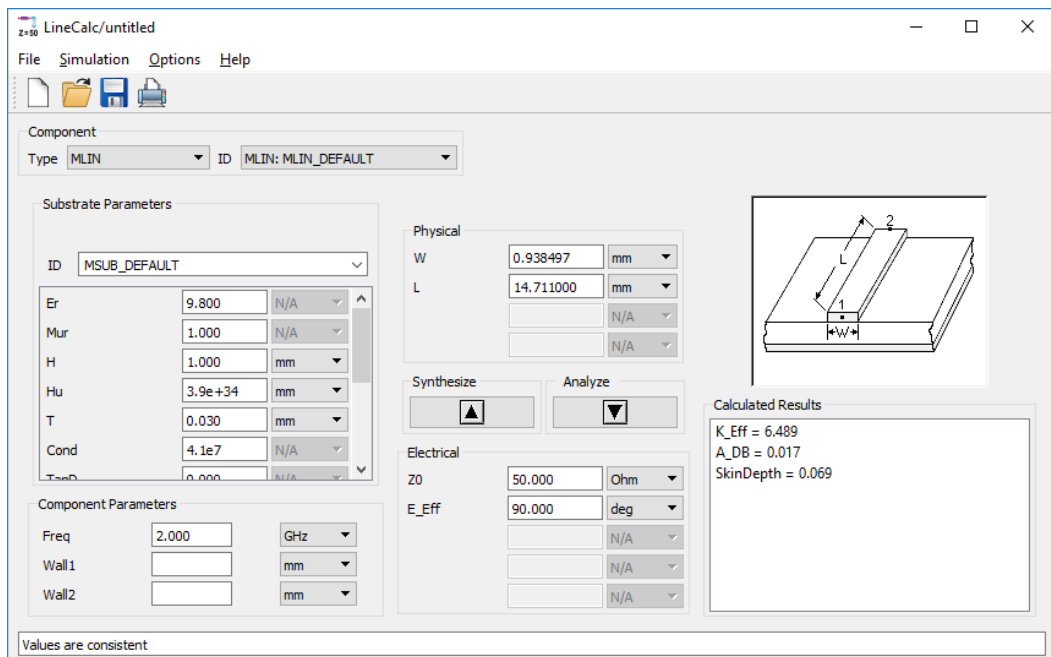 LineCalc/untitled
File Simulation Options Help
Component
Type MLIN ID MLIN: MLIN_DEFAULT
Substrate Parameters
ID MSUB_DEFAULT
Er 9.800 N/A
Mur 1.000 N/A
H 1.000 mm
Hu 3.9e+34 mm
T 0.030 mm
Cond 4.1e7 N/A
TanD 0.000 N/A
Component Parameters
Freq 2.000 GHz
Wall1 mm
Wall2 mm
Physical
W 0.938497 mm
L 14.711000 mm
N/A
N/A
Synthesize Analyze
Electrical
Z0 50.000 Ohm
E_Eff 90.000 deg
N/A
N/A
N/A
2
L
1
W
Calculated Results
K_Eff = 6.489
A_DB = 0.017
SkinDepth = 0.069
Values are consistent
Z=50